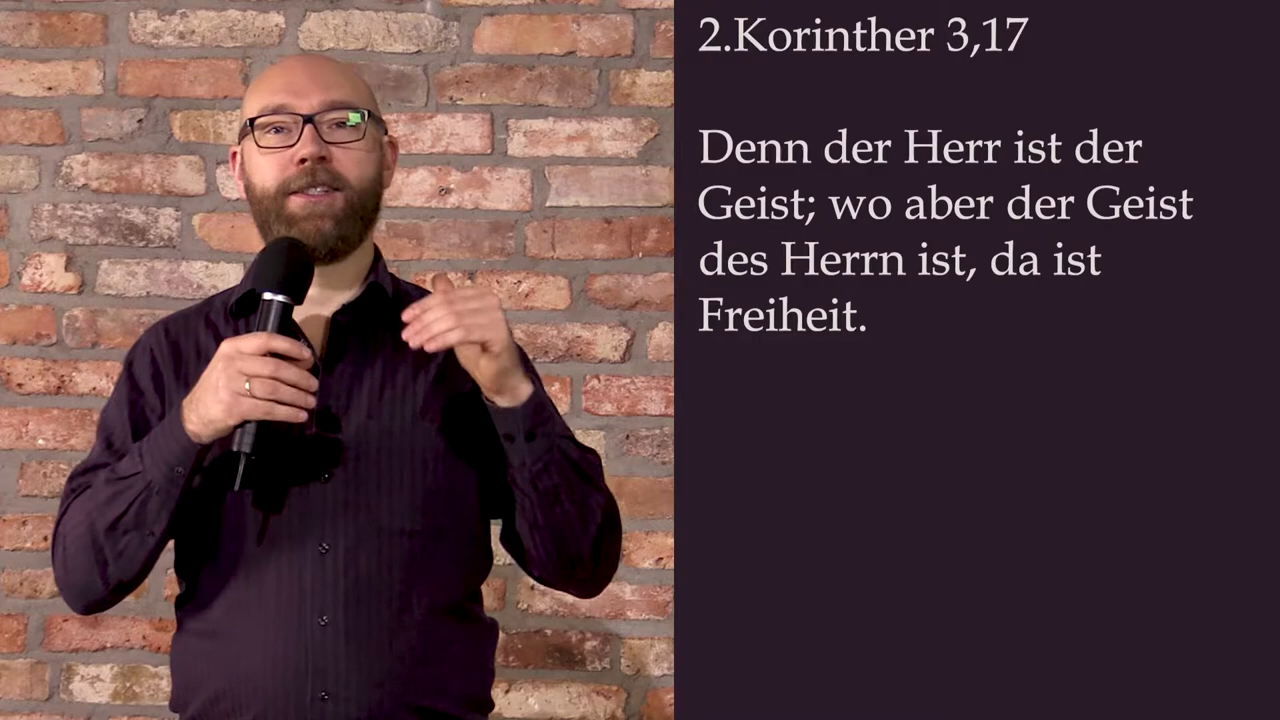 2.Korinther 3,17
Denn der Herr ist der
Geist; wo aber der Geist
des Herrn ist, da ist
Freiheit.